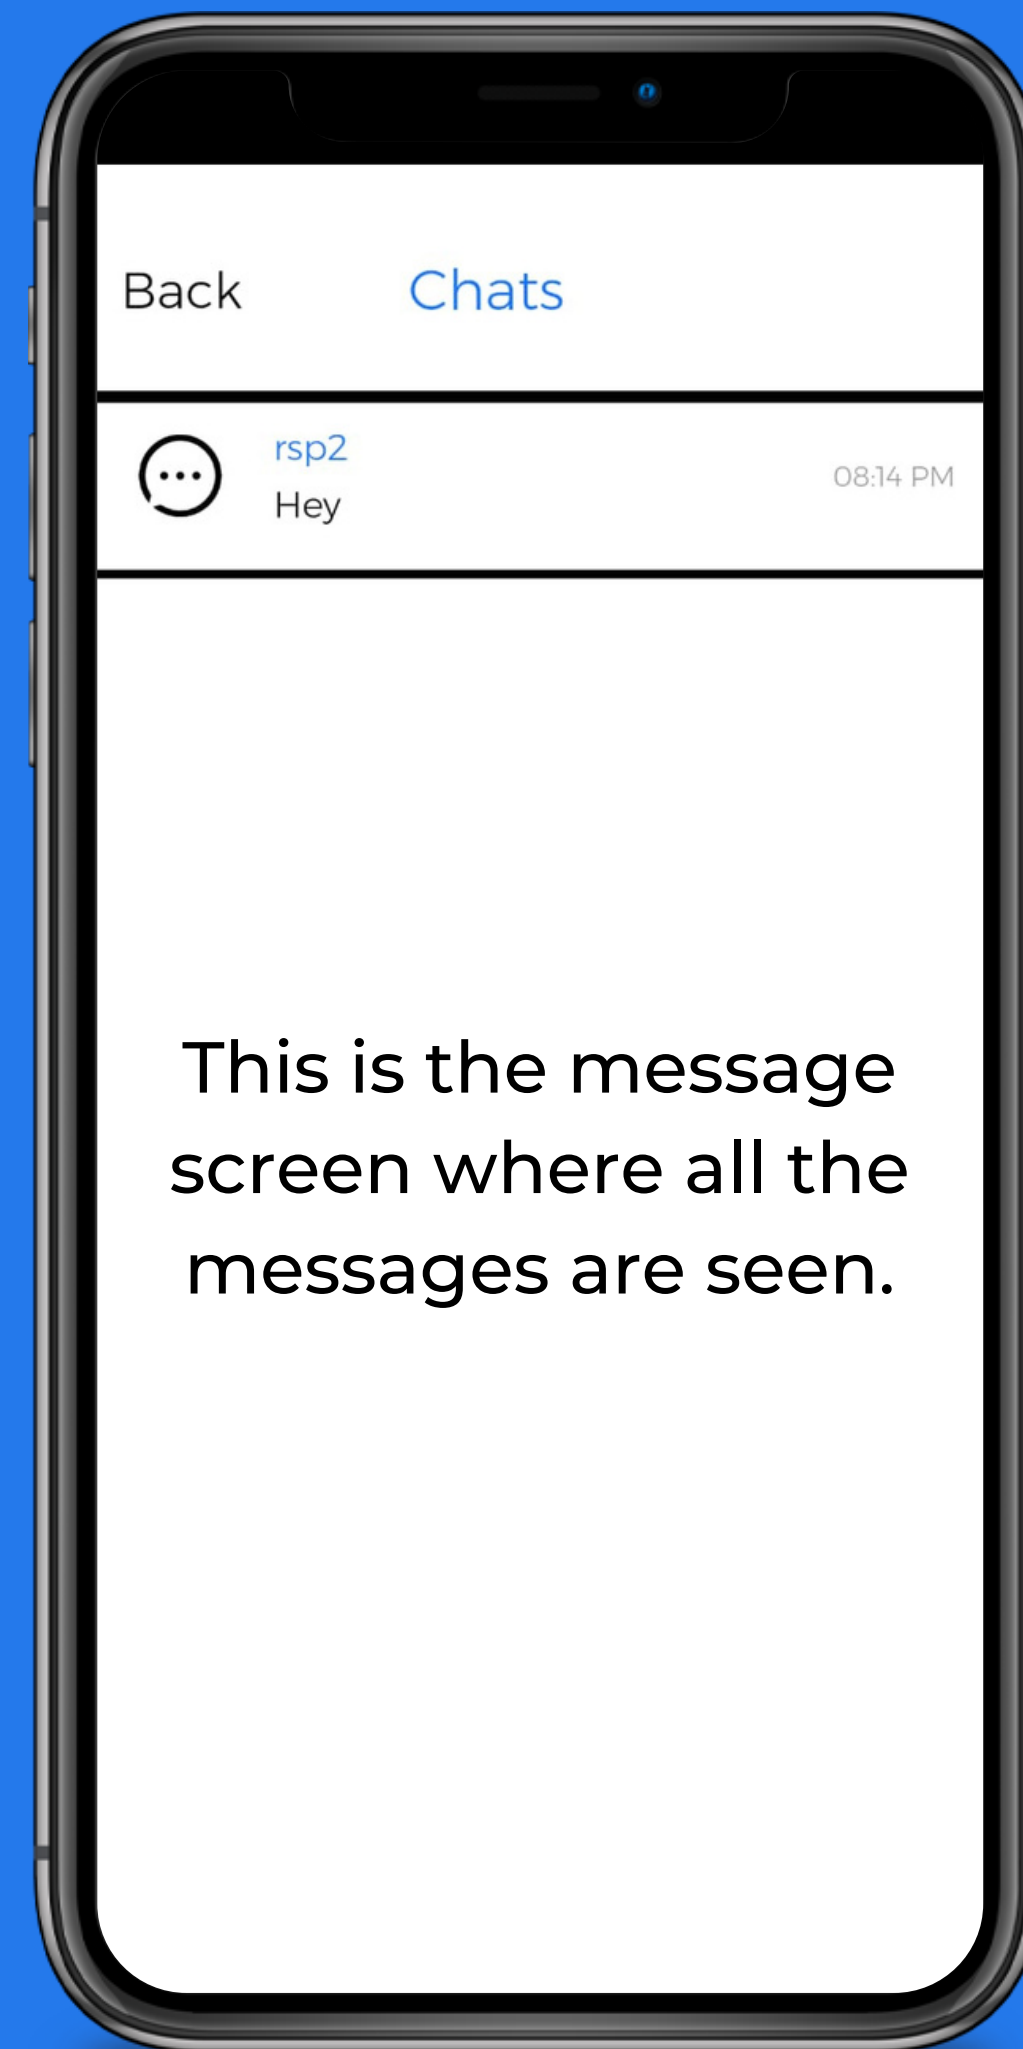 Back Chats
rsp2
Hey
08:14 PM
This is the message
screen where all the
messages are seen.